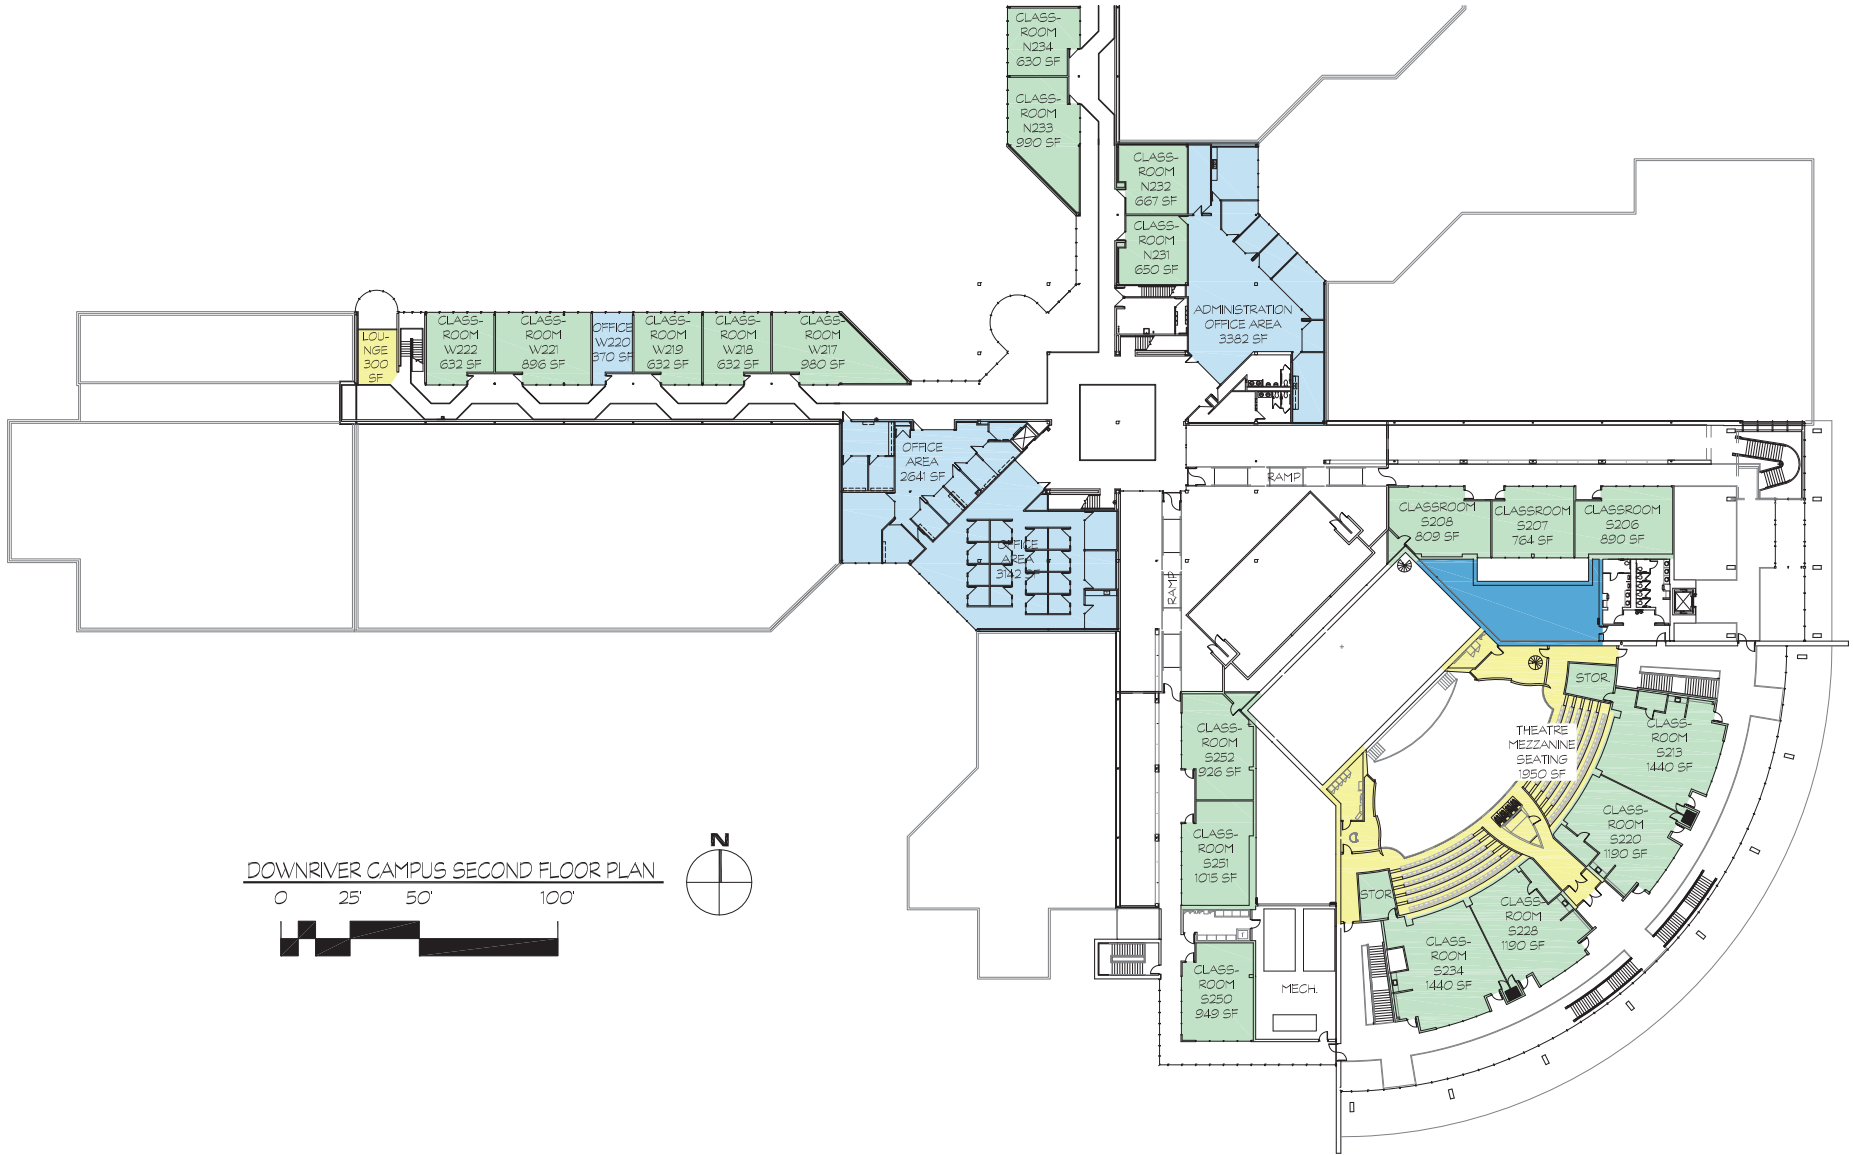 CLASS-
ROOM
N234
630 SF
CLASS-
ROOM
N233
990 SF
CLASS-
ROOM
N232
667 SF
CLASS-
ROOM
N231
650 SF
ADMINISTRATION
OFFICE AREA
3382 SF
LOU-
NGE
300
SF
CLASS-
ROOM
W222
632 SF
CLASS-
ROOM
W221
896 SF
OFFICE
W220
370 SF
CLASS-
ROOM
W219
632 SF
CLASS-
ROOM
W218
632 SF
CLASS-
ROOM
W217
980 SF
OFFICE
AREA
2641 SF
OFFICE
AREA
3142 SF
RAMP
RAMP
CLASSROOM
S208
809 SF
CLASSROOM
S207
764 SF
CLASSROOM
S206
890 SF
STOR.
THEATRE
MEZZANINE
SEATING
1950 SF
CLASS-
ROOM
S213
1440 SF
CLASS-
ROOM
S220
1190 SF
CLASS-
ROOM
S228
1190 SF
CLASS-
ROOM
S234
1440 SF
STOR.
CLASS-
ROOM
S252
926 SF
CLASS-
ROOM
S251
1015 SF
CLASS-
ROOM
S250
949 SF
MECH.
N
DOWNRIVER CAMPUS SECOND FLOOR PLAN
0 25' 50' 100'